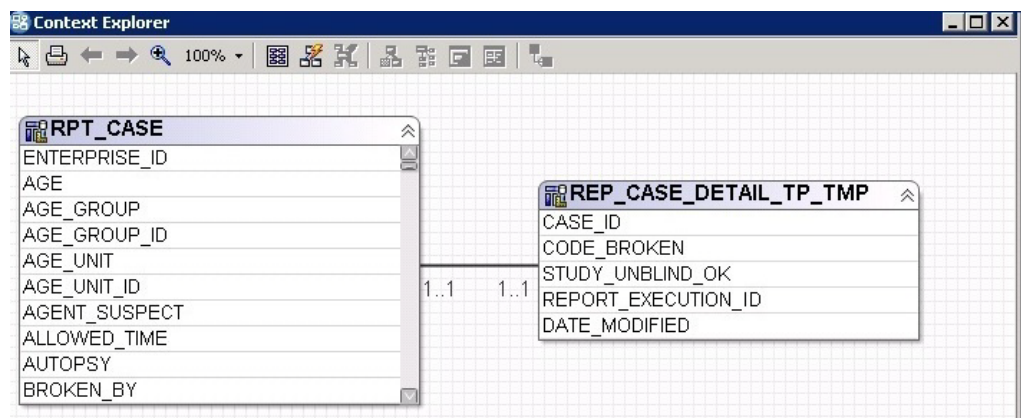 Context Explorer
100%
RPT_CASE
ENTERPRISE_ID
AGE
AGE_GROUP
AGE_GROUP_ID
AGE_UNIT
AGE_UNIT_ID
AGENT_SUSPECT
ALLOWED_TIME
AUTOPSY
BROKEN_BY
1..1 1..1
REP_CASE_DETAIL_TP_TMP
CASE_ID
CODE_BROKEN
STUDY_UNBLIND_OK
REPORT_EXECUTION_ID
DATE_MODIFIED